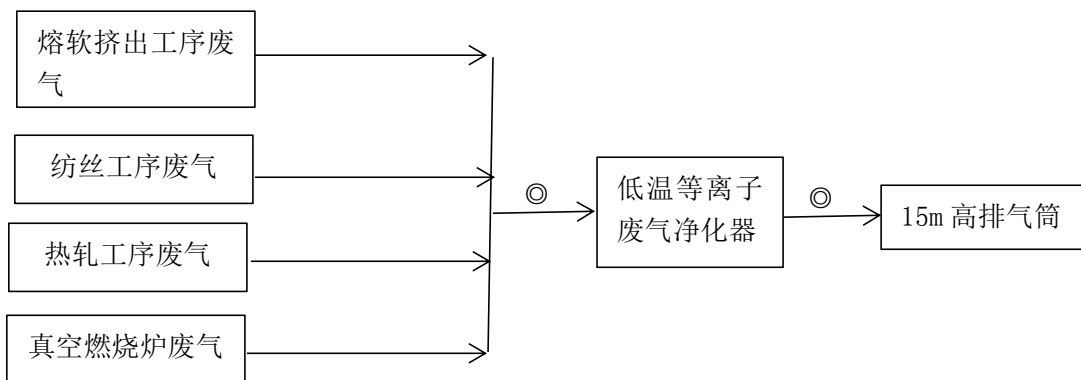 熔软挤出工序废
气
纺丝工序废气
热轧工序废气
真空燃烧炉废气
◎
低温等离子
废气净化器
◎
15m 高排气筒